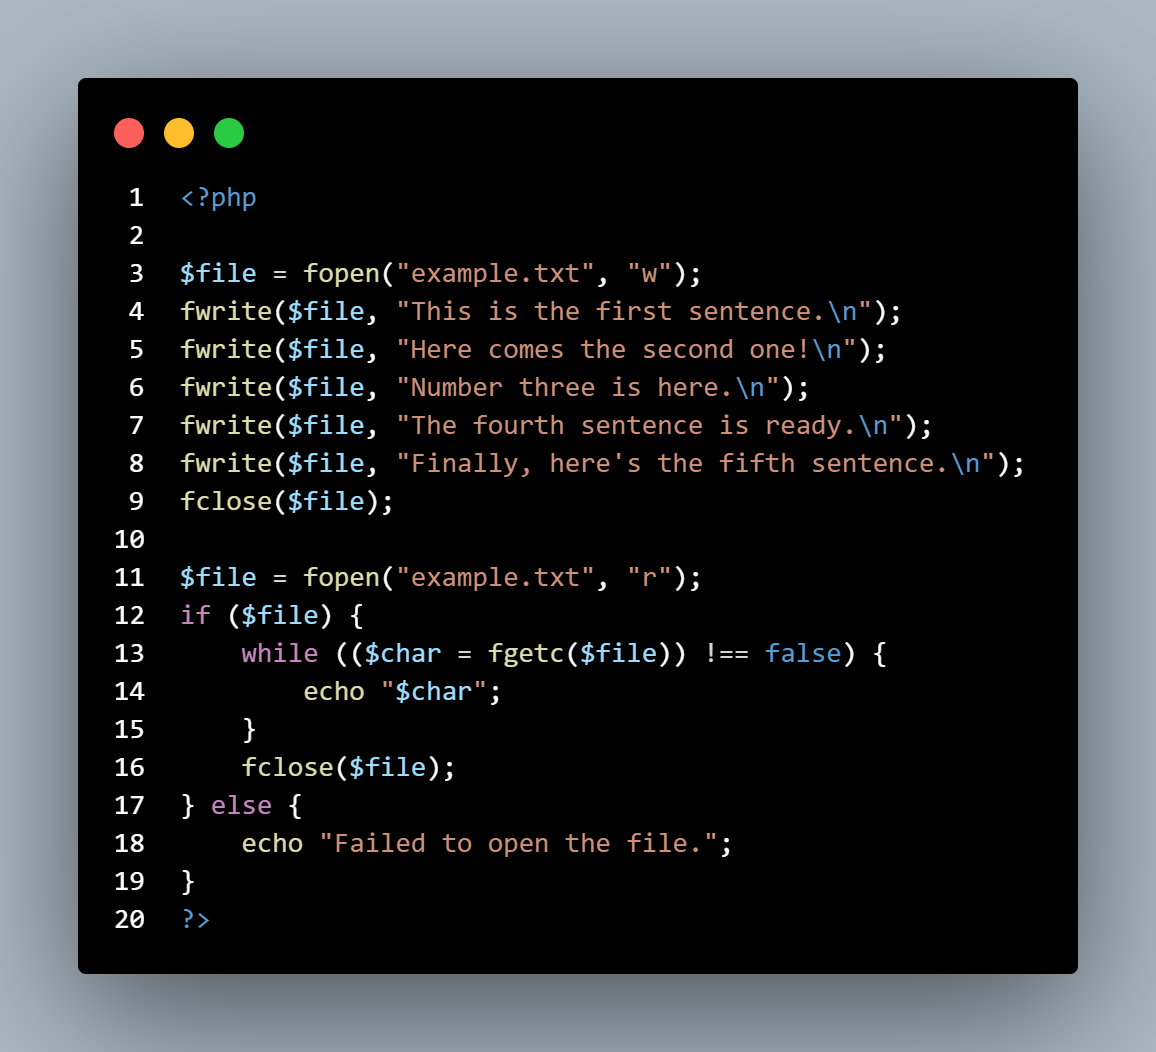 1 <?php
2
3 $file = fopen("example.txt", "w");
4 fwrite($file, "This is the first sentence.\n");
5 fwrite($file, "Here comes the second one!\n");
6 fwrite($file, "Number three is here.\n");
7 fwrite($file, "The fourth sentence is ready.\n");
8 fwrite($file, "Finally, here's the fifth sentence.\n");
9 fclose($file);
10
11 $file = fopen("example.txt", "r");
12 if ($file) {
13     while (($char = fgetc($file)) !== false) {
14         echo "$char";
15     }
16     fclose($file);
17 } else {
18     echo "Failed to open the file.";
19 }
20 ?>